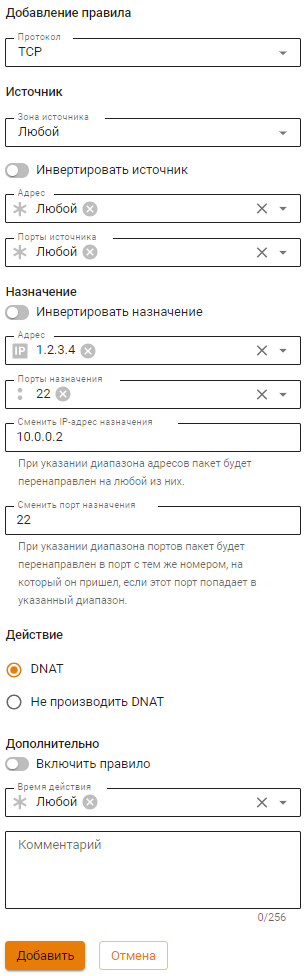 Добавление правила
Протокол
TCP
Источник
Зона источника
Любой
Инвертировать источник
Адрес
Любой
Порты источника
Любой
Назначение
Инвертировать назначение
Адрес
IP 1.2.3.4
Порты назначения
22
Сменить IP-адрес назначения
10.0.0.2
При указании диапазона адресов пакет будет
перенаправлен на любой из них.
Сменить порт назначения
22
При указании диапазона портов пакет будет
перенаправлен в порт с тем же номером, на
который он пришел, если этот порт попадает в
указанный диапазон.
Действие
DNAT
Не производить DNAT
Дополнительно
Включить правило
Время действия
Любой
Комментарий
0/256
Добавить
Отмена